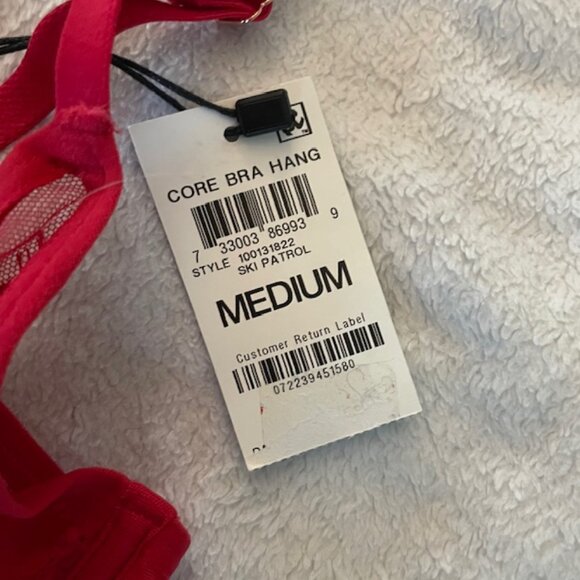 CORE BRA HANG
7 33003 86993 9
STYLE 100131822
SKI PATROL
MEDIUM
Customer Return Label
072239451580